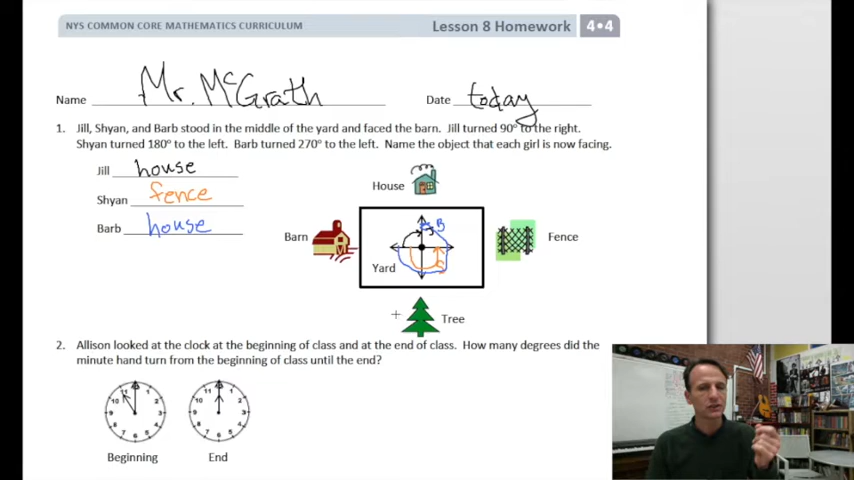 NYS COMMON CORE MATHEMATICS CURRICULUM Lesson 8 Homework 4•4
Name Mr. McGrath Date today
1. Jill, Shyan, and Barb stood in the middle of the yard and faced the barn. Jill turned 90° to the right.
Shyan turned 180° to the left. Barb turned 270° to the left. Name the object that each girl is now facing.
Jill house
Shyan fence
Barb house
House
Barn
Fence
Yard
B
S
Tree
2. Allison looked at the clock at the beginning of class and at the end of class. How many degrees did the
minute hand turn from the beginning of class until the end?
Beginning
End